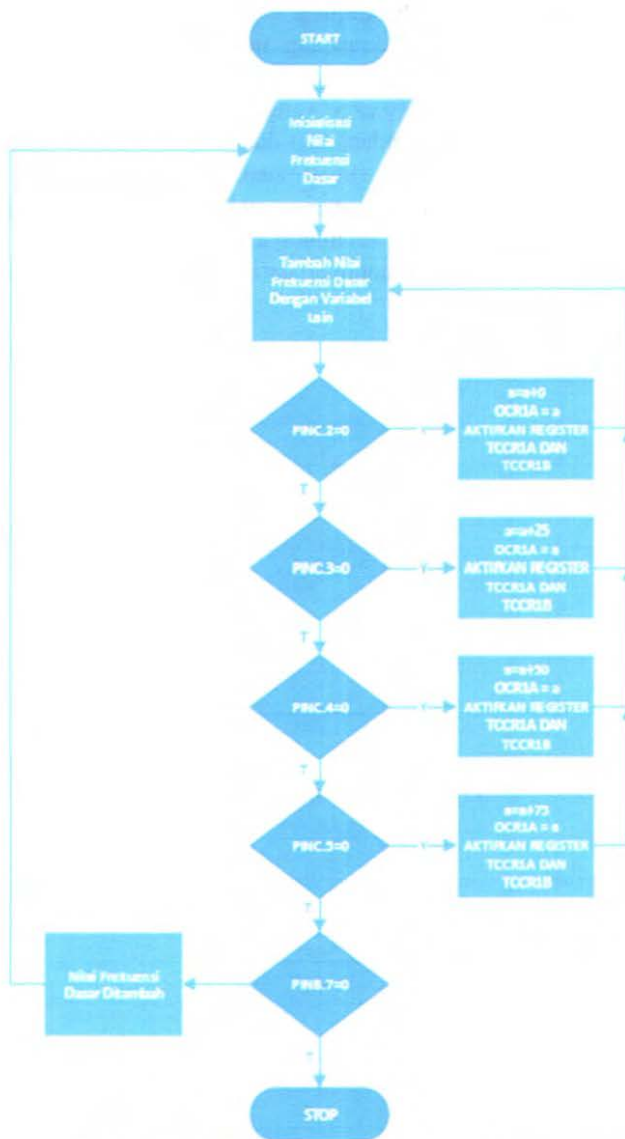 START
Inisialisasi
Nilai
Frekuensi
Dasar
Tambah Nilai
Frekuensi Dasar
Dengan Variabel
Lain
PINC.2=0
Y
a=a+0
OCR1A = a
AKTIFKAN REGISTER
TCCR1A DAN
TCCR1B
T
PINC.3=0
Y
a=a+25
OCR1A = a
AKTIFKAN REGISTER
TCCR1A DAN
TCCR1B
T
PINC.4=0
Y
a=a+50
OCR1A = a
AKTIFKAN REGISTER
TCCR1A DAN
TCCR1B
T
PINC.5=0
Y
a=a+75
OCR1A = a
AKTIFKAN REGISTER
TCCR1A DAN
TCCR1B
T
Nilai Frekuensi
Dasar Ditambah
PINB.7=0
STOP